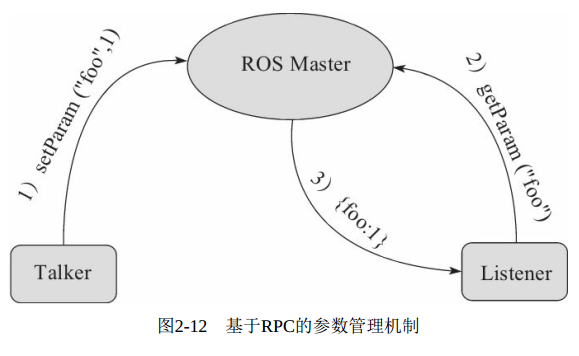 ROS Master
1）setParam ("foo",1)
2）getParam ("foo")
3）{foo:1}
Talker
Listener
图2-12 基于RPC的参数管理机制